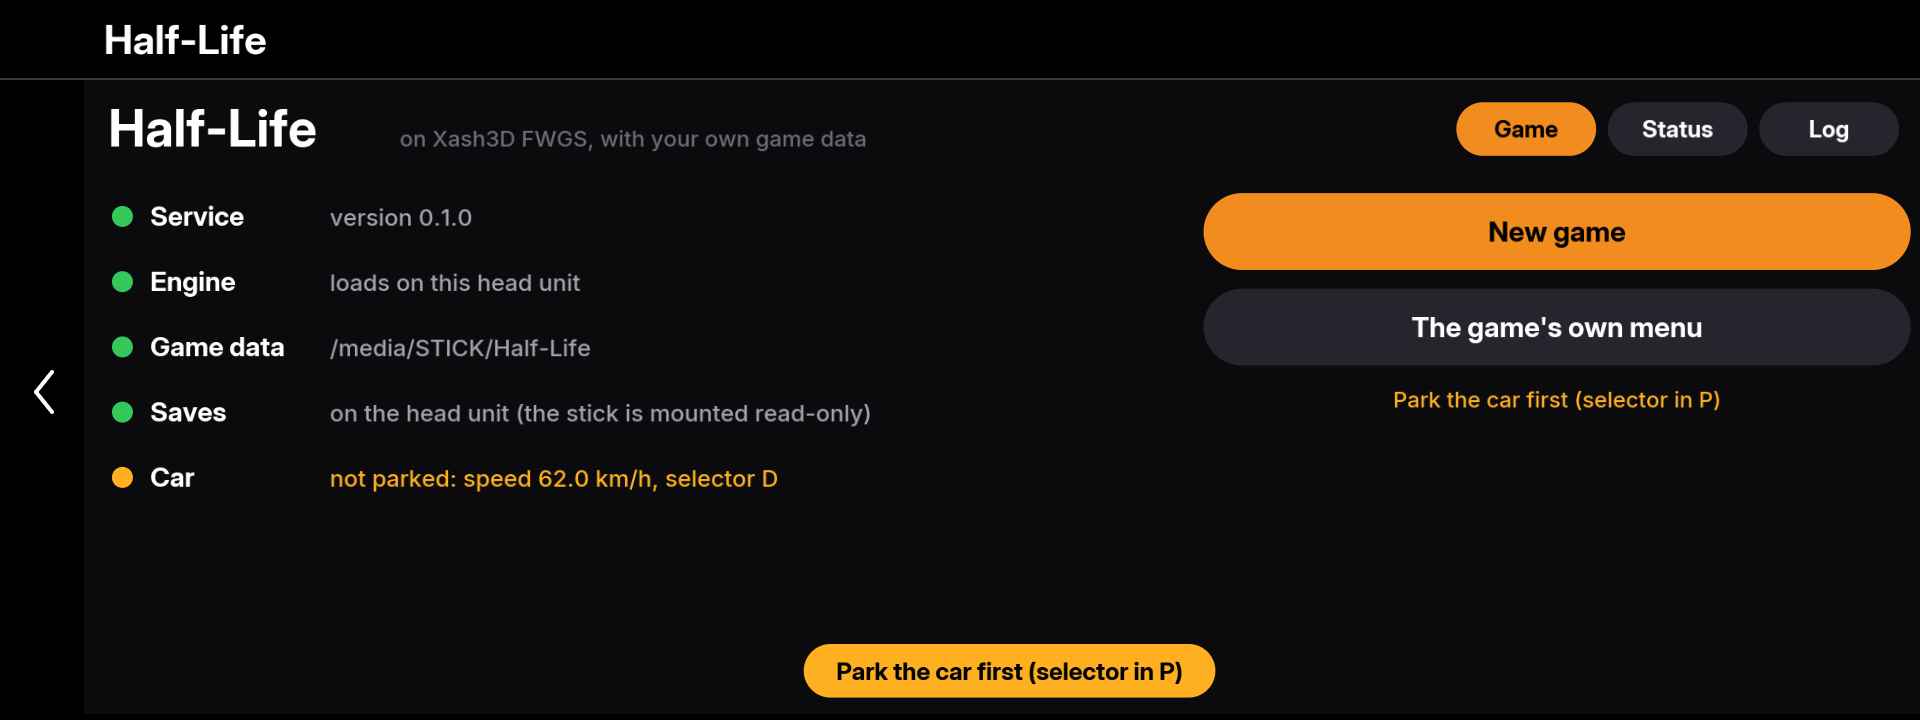 Half-Life
Half-Life on Xash3D FWGS, with your own game data
Game Status Log
Service version 0.1.0
Engine loads on this head unit
Game data /media/STICK/Half-Life
Saves on the head unit (the stick is mounted read-only)
Car not parked: speed 62.0 km/h, selector D
New game
The game's own menu
Park the car first (selector in P)
Park the car first (selector in P)